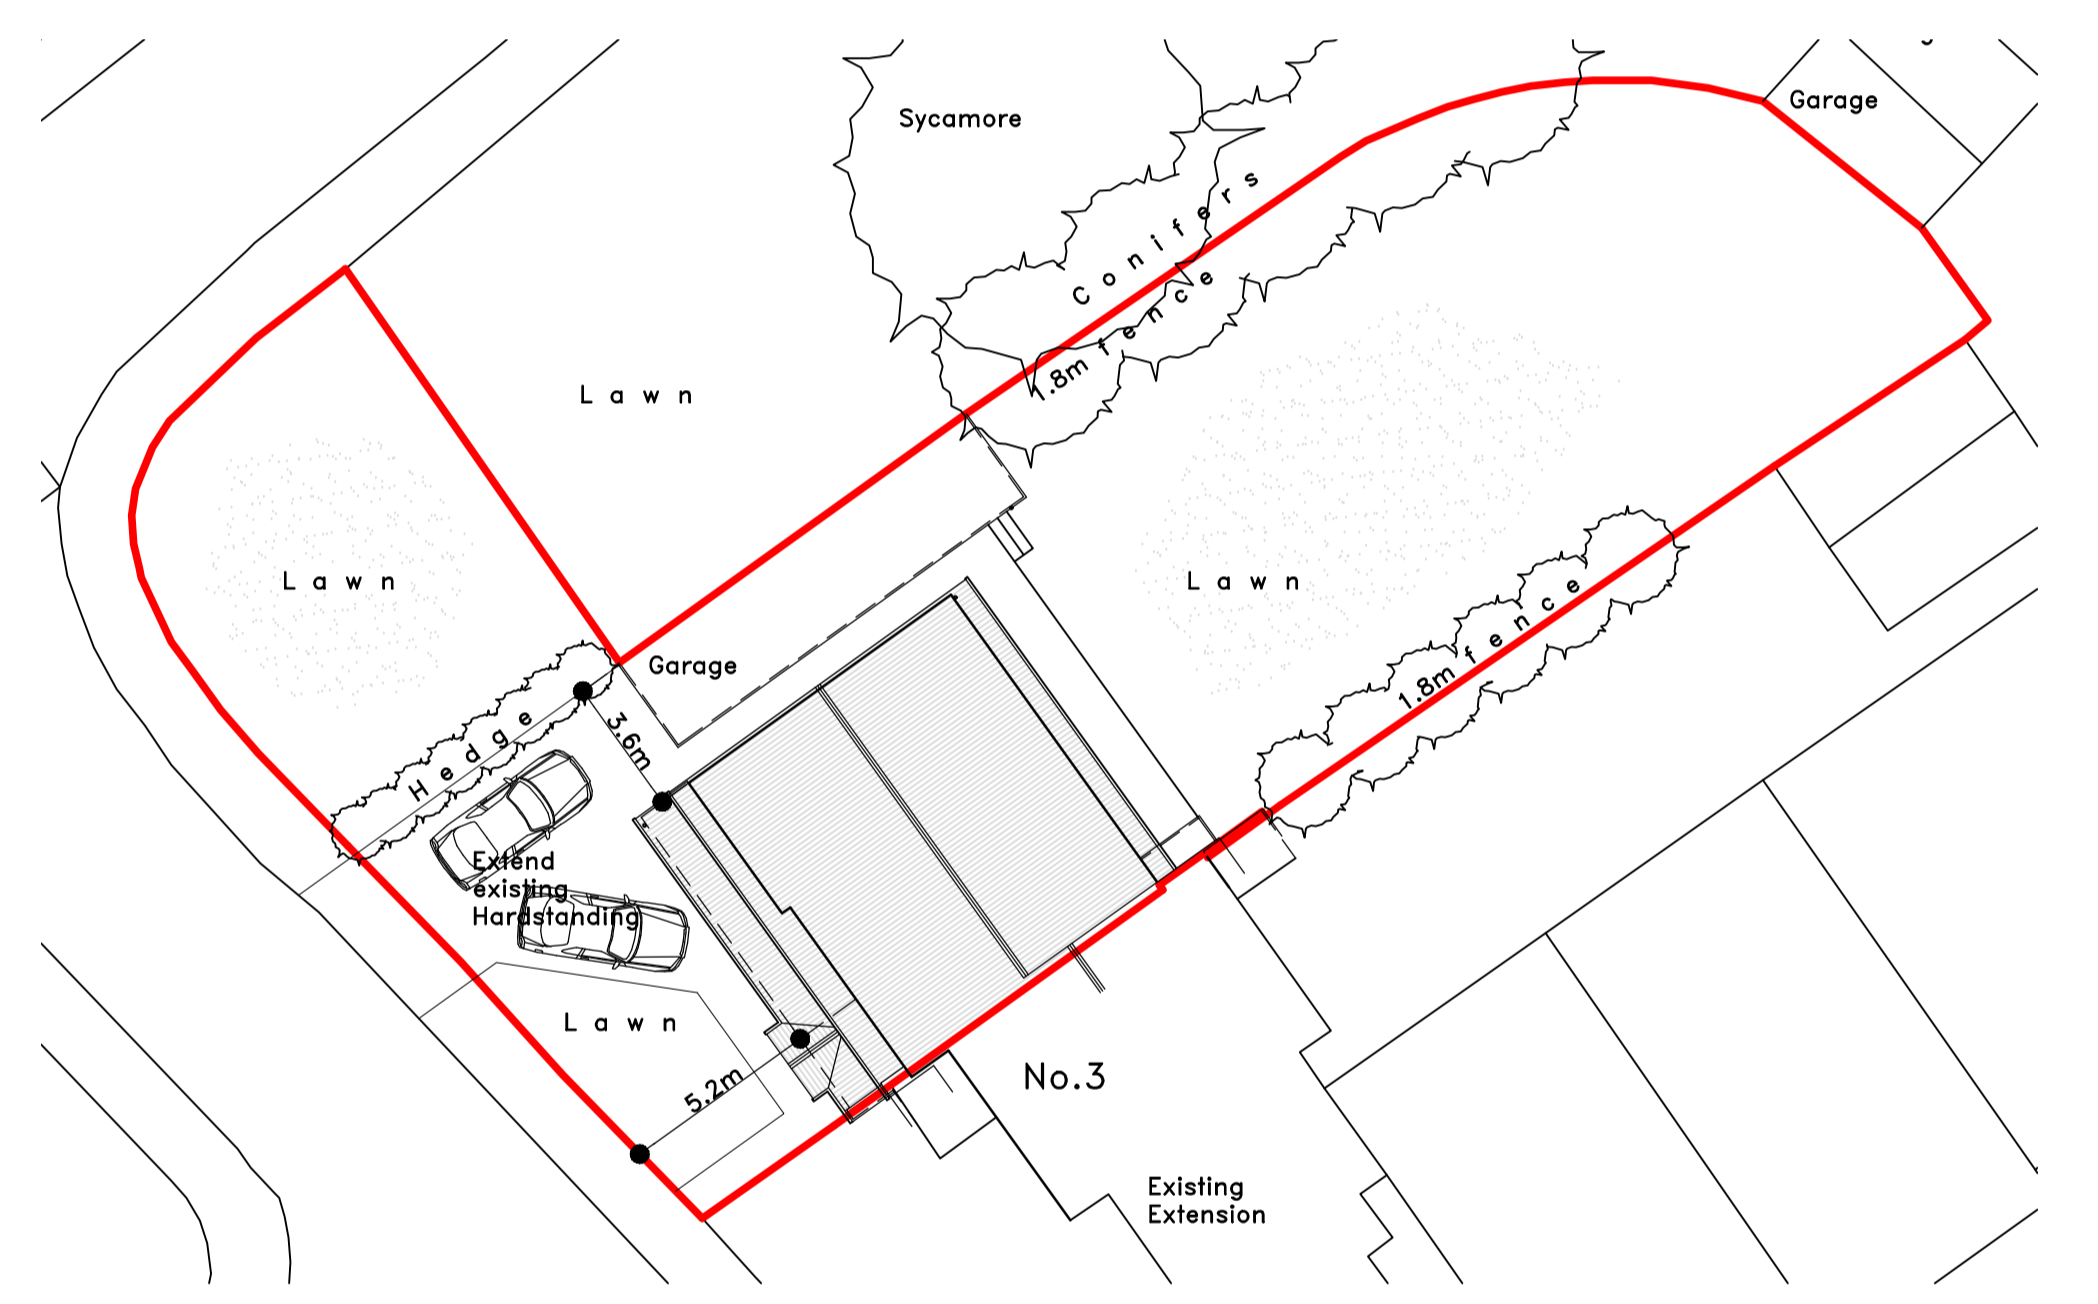 Sycamore
Garage
Conifers
1.8m fence
Lawn
Lawn
Lawn
1.8m fence
Garage
Hedge
3.6m
Extend
existing
Hardstanding
Lawn
5.2m
No.3
Existing
Extension